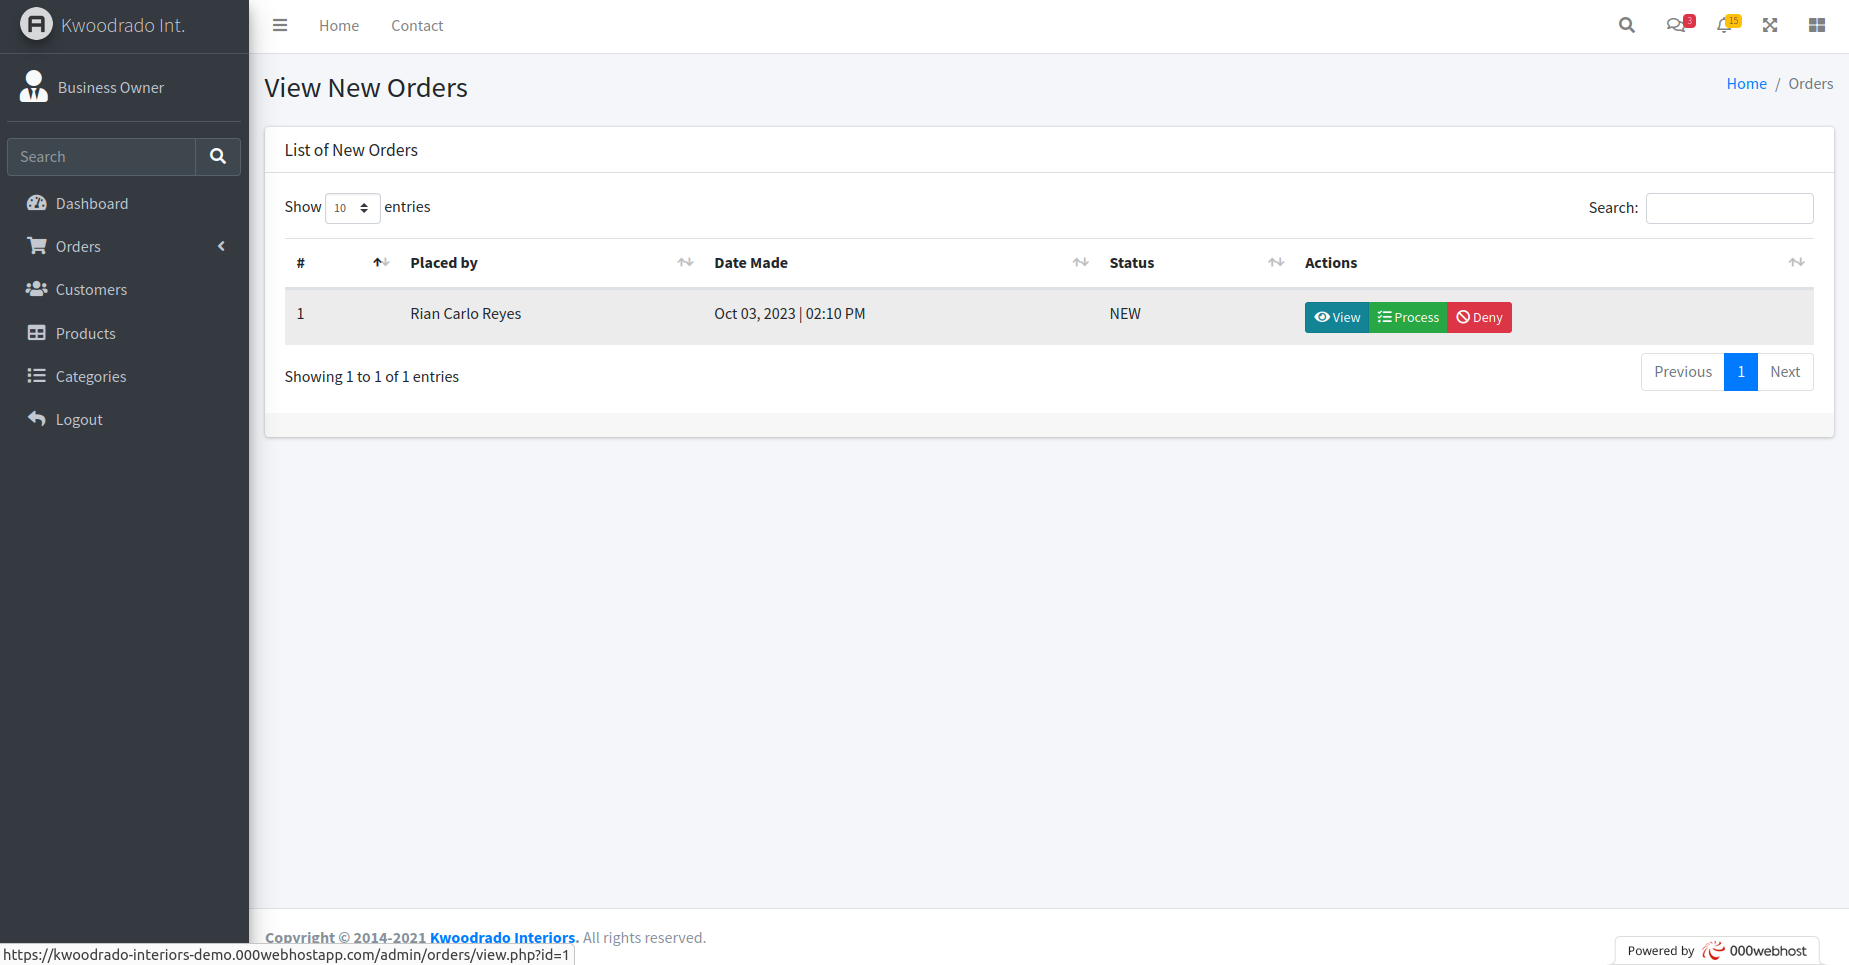 Kwoodrado Int.
Home
Contact
3
15
Business Owner
View New Orders
Home / Orders
Search
List of New Orders
Dashboard
Show 10 entries
Search:
Orders
# Placed by Date Made Status Actions
Customers
1 Rian Carlo Reyes Oct 03, 2023 | 02:10 PM NEW View Process Deny
Products
Categories
Showing 1 to 1 of 1 entries
Previous 1 Next
Logout
Copyright © 2014-2021 Kwoodrado Interiors. All rights reserved.
https://kwoodrado-interiors-demo.000webhostapp.com/admin/orders/view.php?id=1
Powered by 000webhost